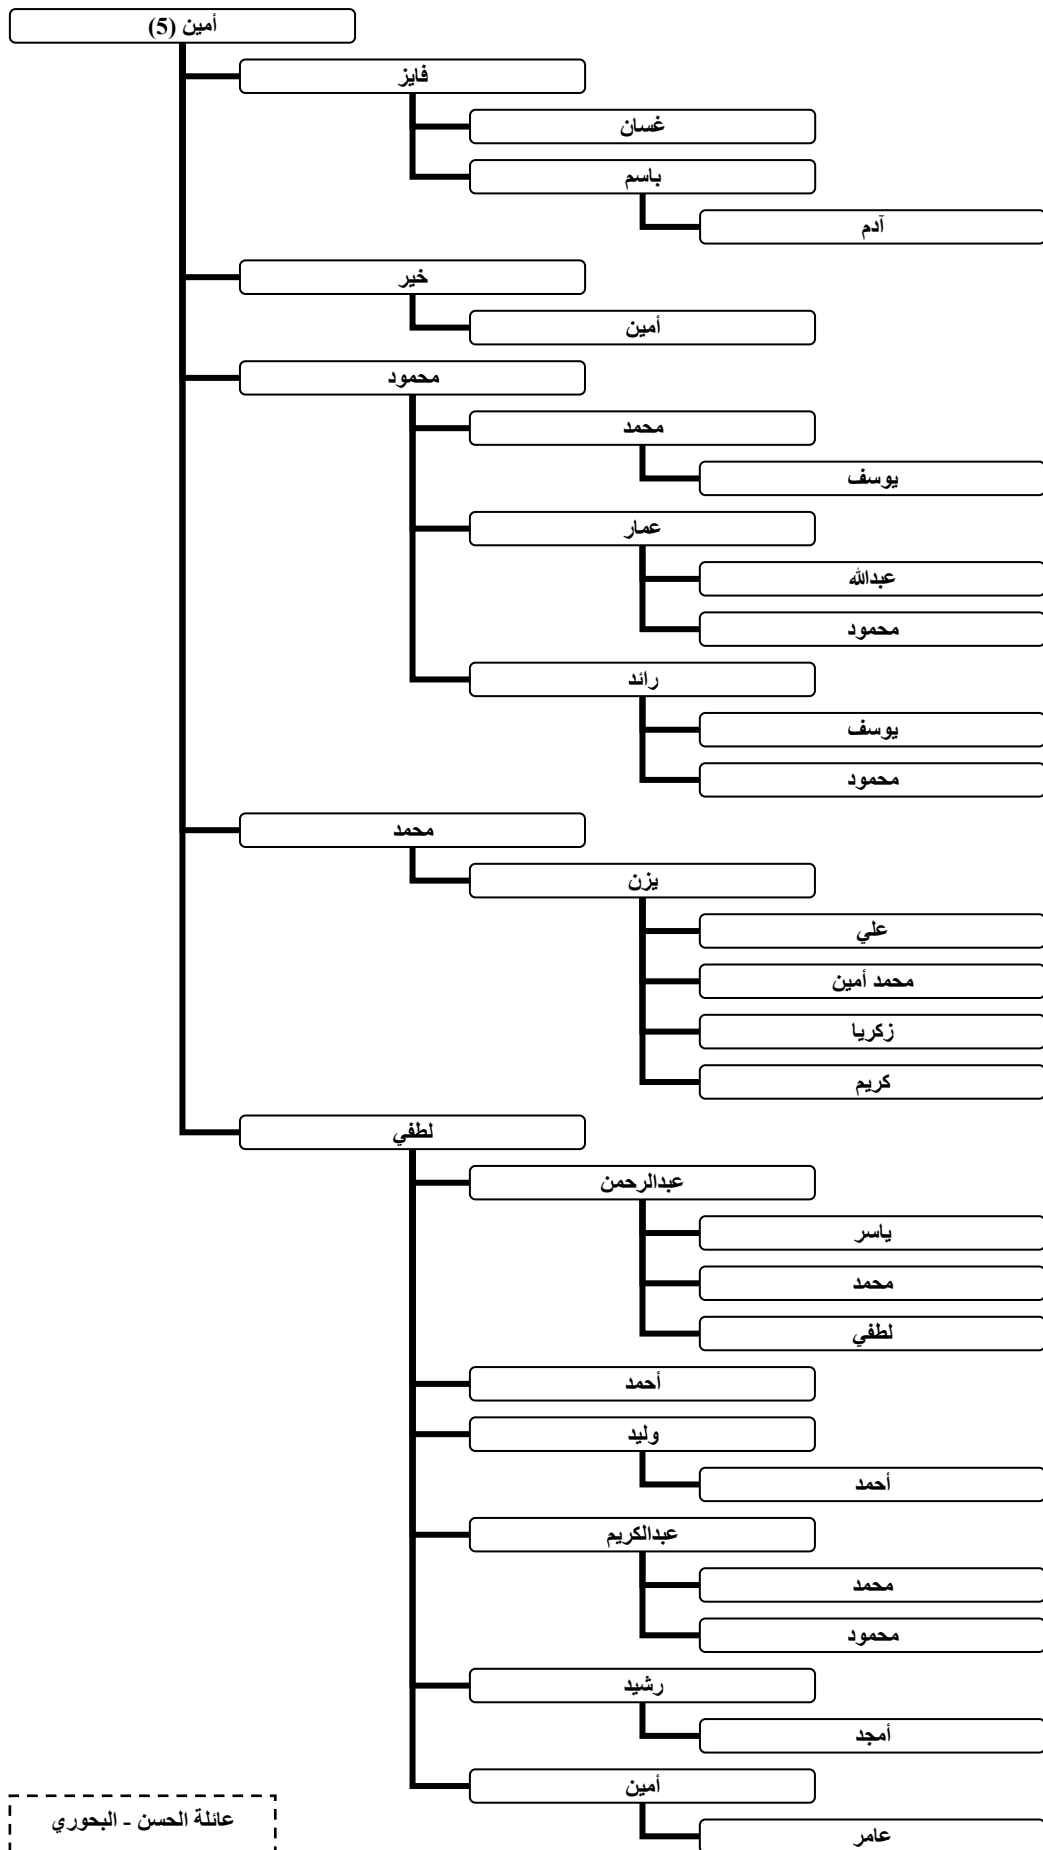 أمين (5)
فايز
غسان
باسم
آدم
خير
أمين
محمود
محمد
يوسف
عمار
عبدالله
محمود
رائد
يوسف
محمود
محمد
يزن
علي
محمد أمين
زكريا
كريم
لطفي
عبدالرحمن
ياسر
محمد
لطفي
أحمد
وليد
أحمد
عبدالكريم
محمد
محمود
رشيد
أمجد
أمين
عامر
عائلة الحسن - البحوري